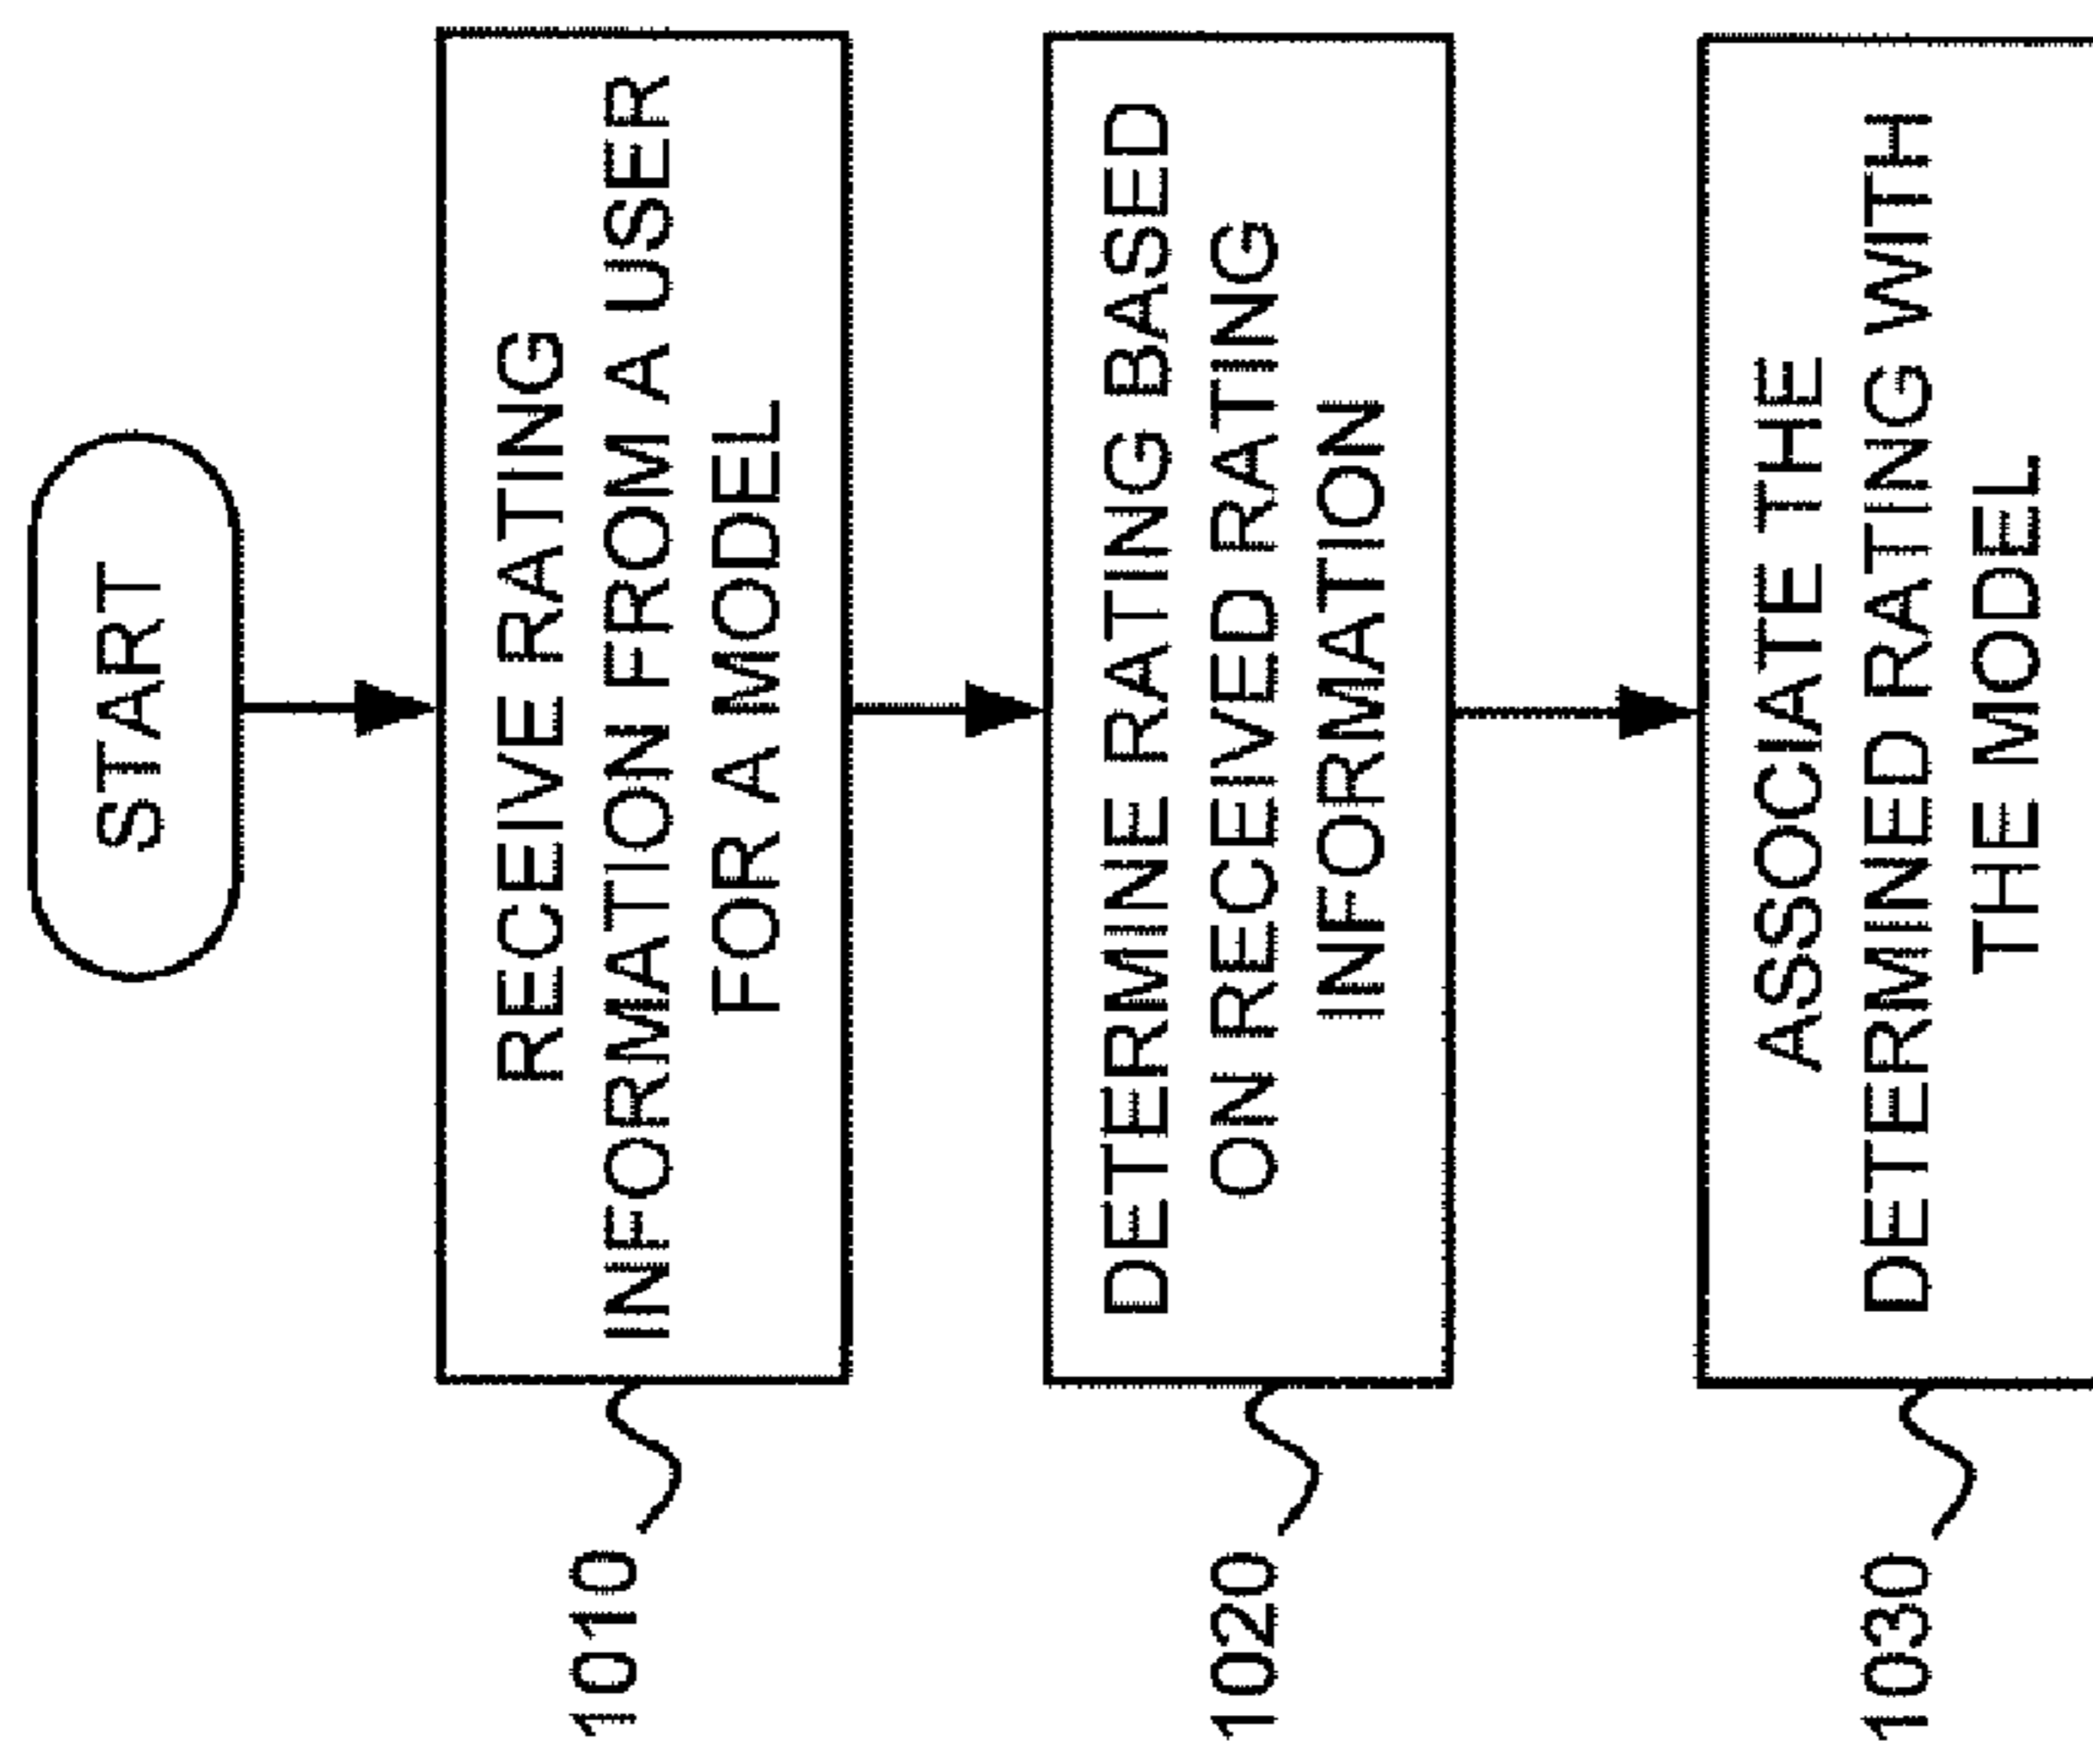 START
RECEIVE RATING
INFORMATION FROM A USER
FOR A MODEL
1010
DETERMINE RATING BASED
ON RECEIVED RATING
INFORMATION
1020
ASSOCIATE THE
DETERMINED RATING WITH
THE MODEL
1030